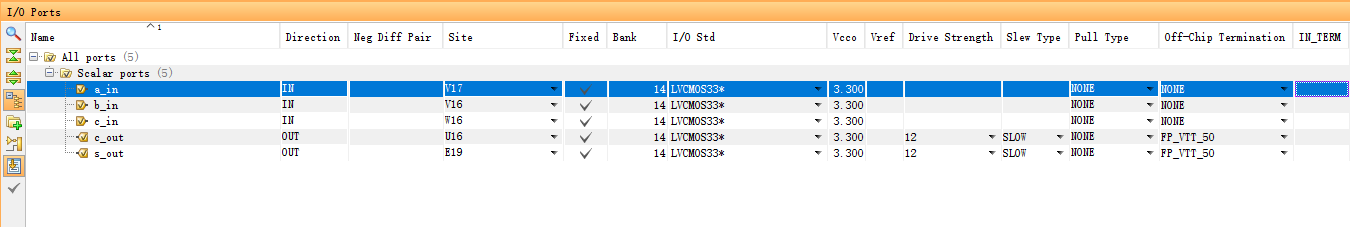 I/O Ports
Name 1 Direction Neg Diff Pair Site Fixed Bank I/O Std Vcco Vref Drive Strength Slew Type Pull Type Off-Chip Termination IN_TERM
All ports (5)
Scalar ports (5)
a_in IN V17 14 LVCMOS33* 3.300 NONE NONE
b_in IN V16 14 LVCMOS33* 3.300 NONE NONE
c_in IN W16 14 LVCMOS33* 3.300 NONE NONE
c_out OUT U16 14 LVCMOS33* 3.300 12 SLOW NONE FP_VTT_50
s_out OUT E19 14 LVCMOS33* 3.300 12 SLOW NONE FP_VTT_50